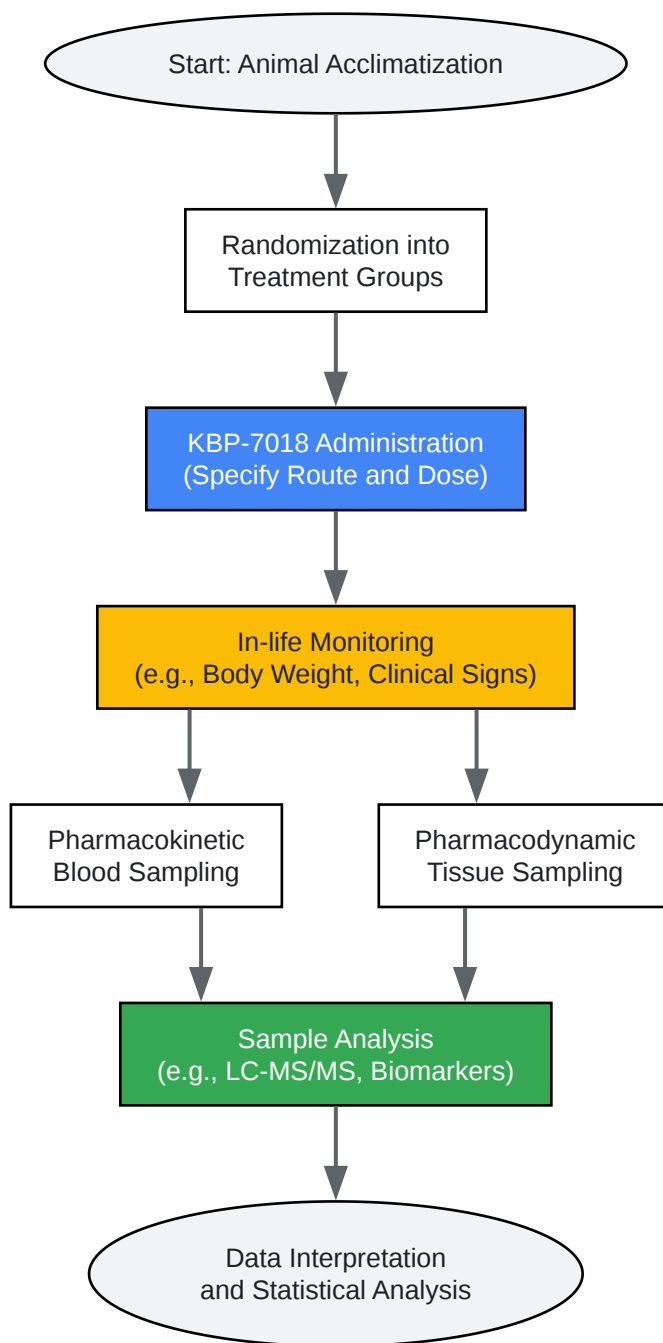 Start: Animal Acclimatization
Randomization into
Treatment Groups
KBP-7018 Administration
(Specify Route and Dose)
In-life Monitoring
(e.g., Body Weight, Clinical Signs)
Pharmacokinetic
Blood Sampling
Pharmacodynamic
Tissue Sampling
Sample Analysis
(e.g., LC-MS/MS, Biomarkers)
Data Interpretation
and Statistical Analysis